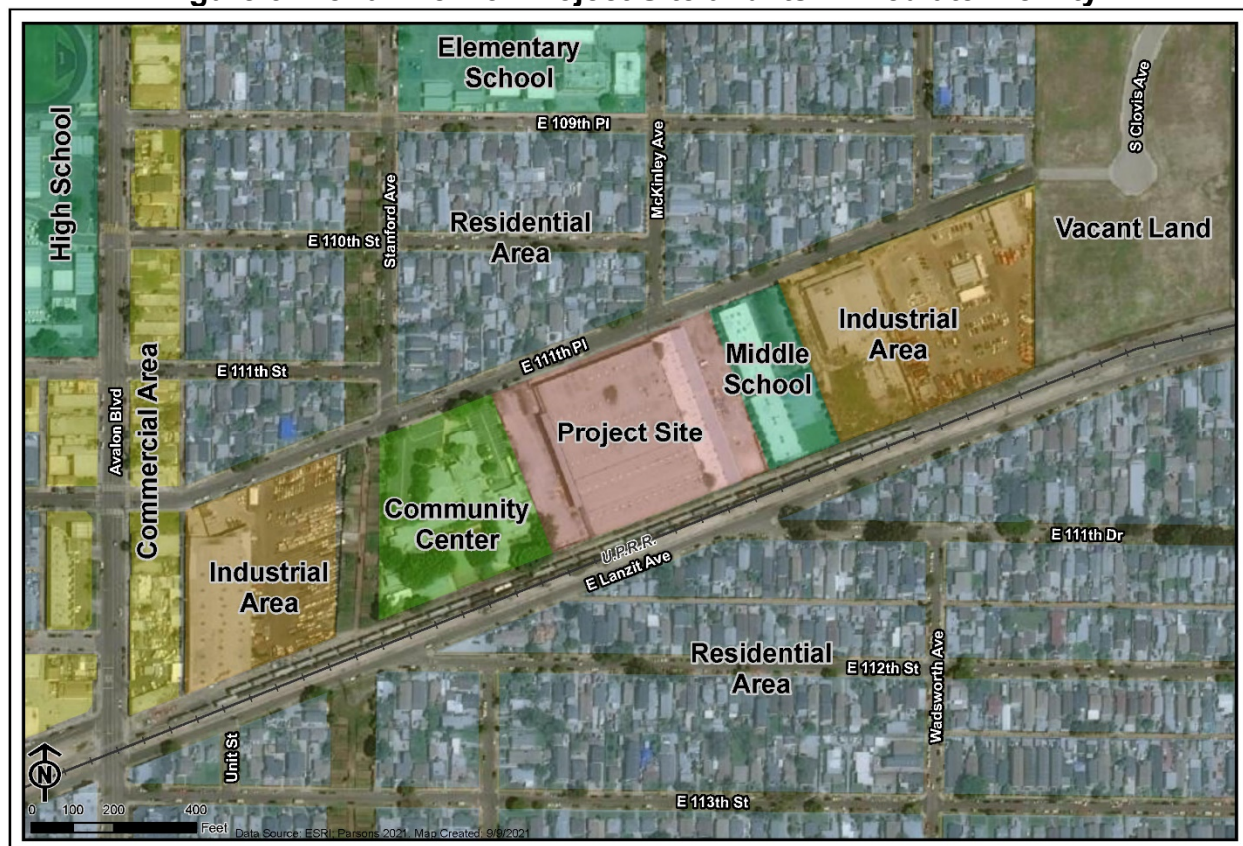 Elementary
School
High School
E 109th Pl
S Clovis Ave
McKinley Ave
Stanford Ave
E 110th St
Residential
Area
Vacant Land
E 111th Pl
Industrial
Area
Middle
School
E 111th St
Avalon Blvd
Commercial Area
Project Site
Community
Center
E 111th Dr
U.P.R.R.
E Lanzit Ave
Industrial
Area
Residential
Area
E 112th St
Wadsworth Ave
Unit St
N
E 113th St
0 100 200 400
Feet
Data Source: ESRI; Parsons 2021, Map Created: 9/9/2021